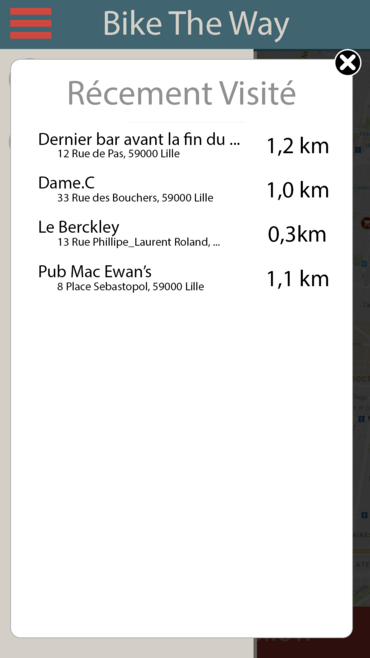 Bike The Way
Récement Visité
Dernier bar avant la fin du ...
12 Rue de Pas, 59000 Lille
1,2 km
Dame.C
33 Rue des Bouchers, 59000 Lille
1,0 km
Le Berckley
13 Rue Phillipe_Laurent Roland, ...
0,3km
Pub Mac Ewan's
8 Place Sebastopol, 59000 Lille
1,1 km